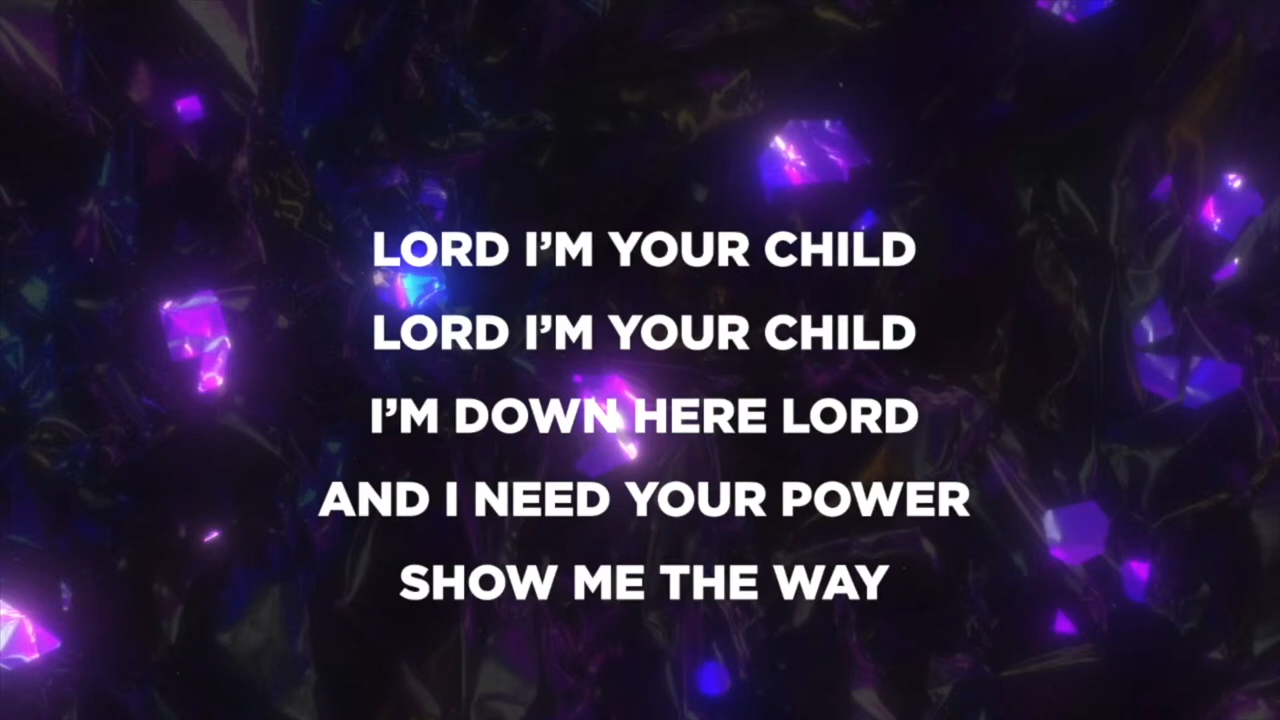 LORD I’M YOUR CHILD
LORD I’M YOUR CHILD
I’M DOWN HERE LORD
AND I NEED YOUR POWER
SHOW ME THE WAY